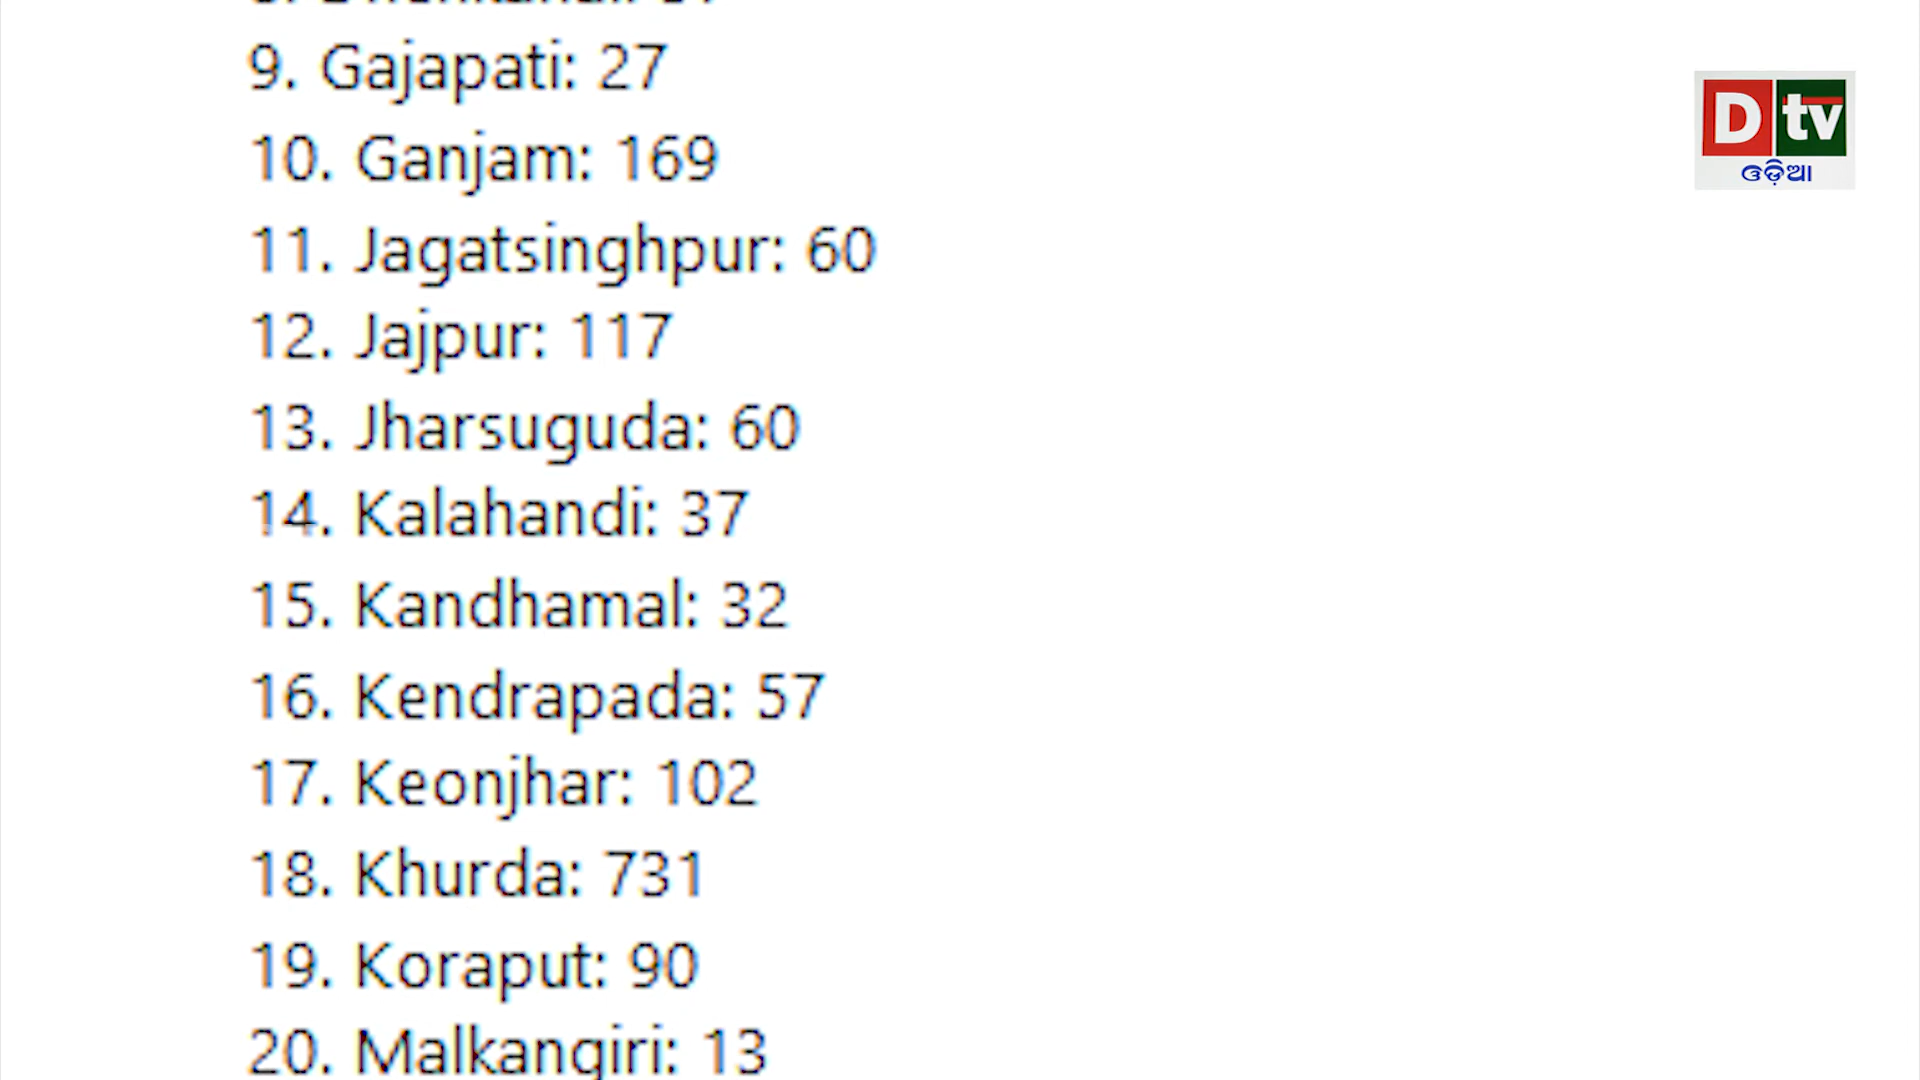 9. Gajapati: 27
10. Ganjam: 169
11. Jagatsinghpur: 60
12. Jajpur: 117
13. Jharsuguda: 60
14. Kalahandi: 37
15. Kandhamal: 32
16. Kendrapada: 57
17. Keonjhar: 102
18. Khurda: 731
19. Koraput: 90
20. Malkangiri: 13
D tv
ଓଡ଼ିଆ